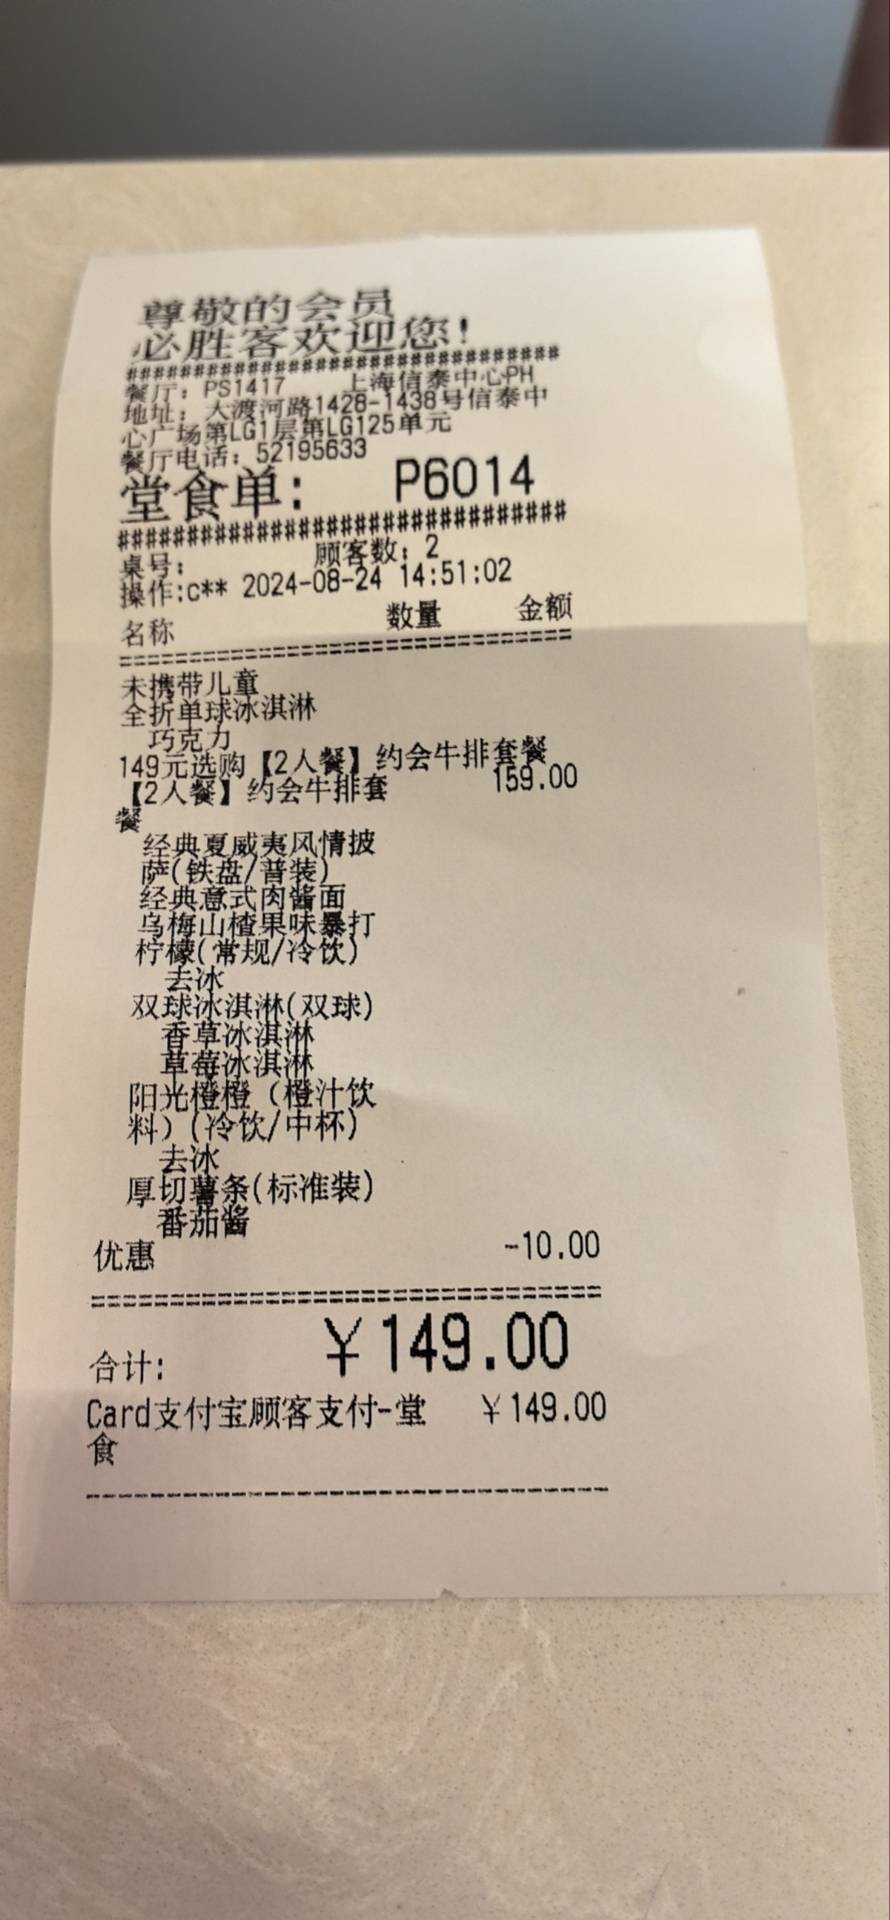 尊敬的会员
必胜客欢迎您!
################################
餐厅: PS1417 上海信泰中心PH
地址: 大渡河路1428-1438号信泰中
心广场第LG1层第LG125单元
餐厅电话: 52195633
堂食单: P6014
################################
桌号: 顾客数: 2
操作:c** 2024-08-24 14:51:02
名称 数量 金额
================================
未携带儿童
全折单球冰淇淋
巧克力
149元选购【2人餐】约会牛排套餐
【2人餐】约会牛排套 159.00
餐
经典夏威夷风情披
萨(铁盘/普装)
经典意式肉酱面
乌梅山楂果味暴打
柠檬(常规/冷饮)
去冰
双球冰淇淋(双球)
香草冰淇淋
草莓冰淇淋
阳光橙橙（橙汁饮
料）(冷饮/中杯)
去冰
厚切薯条(标准装)
番茄酱
优惠 -10.00
================================
合计: ￥149.00
Card支付宝顾客支付-堂 ￥149.00
食
--------------------------------